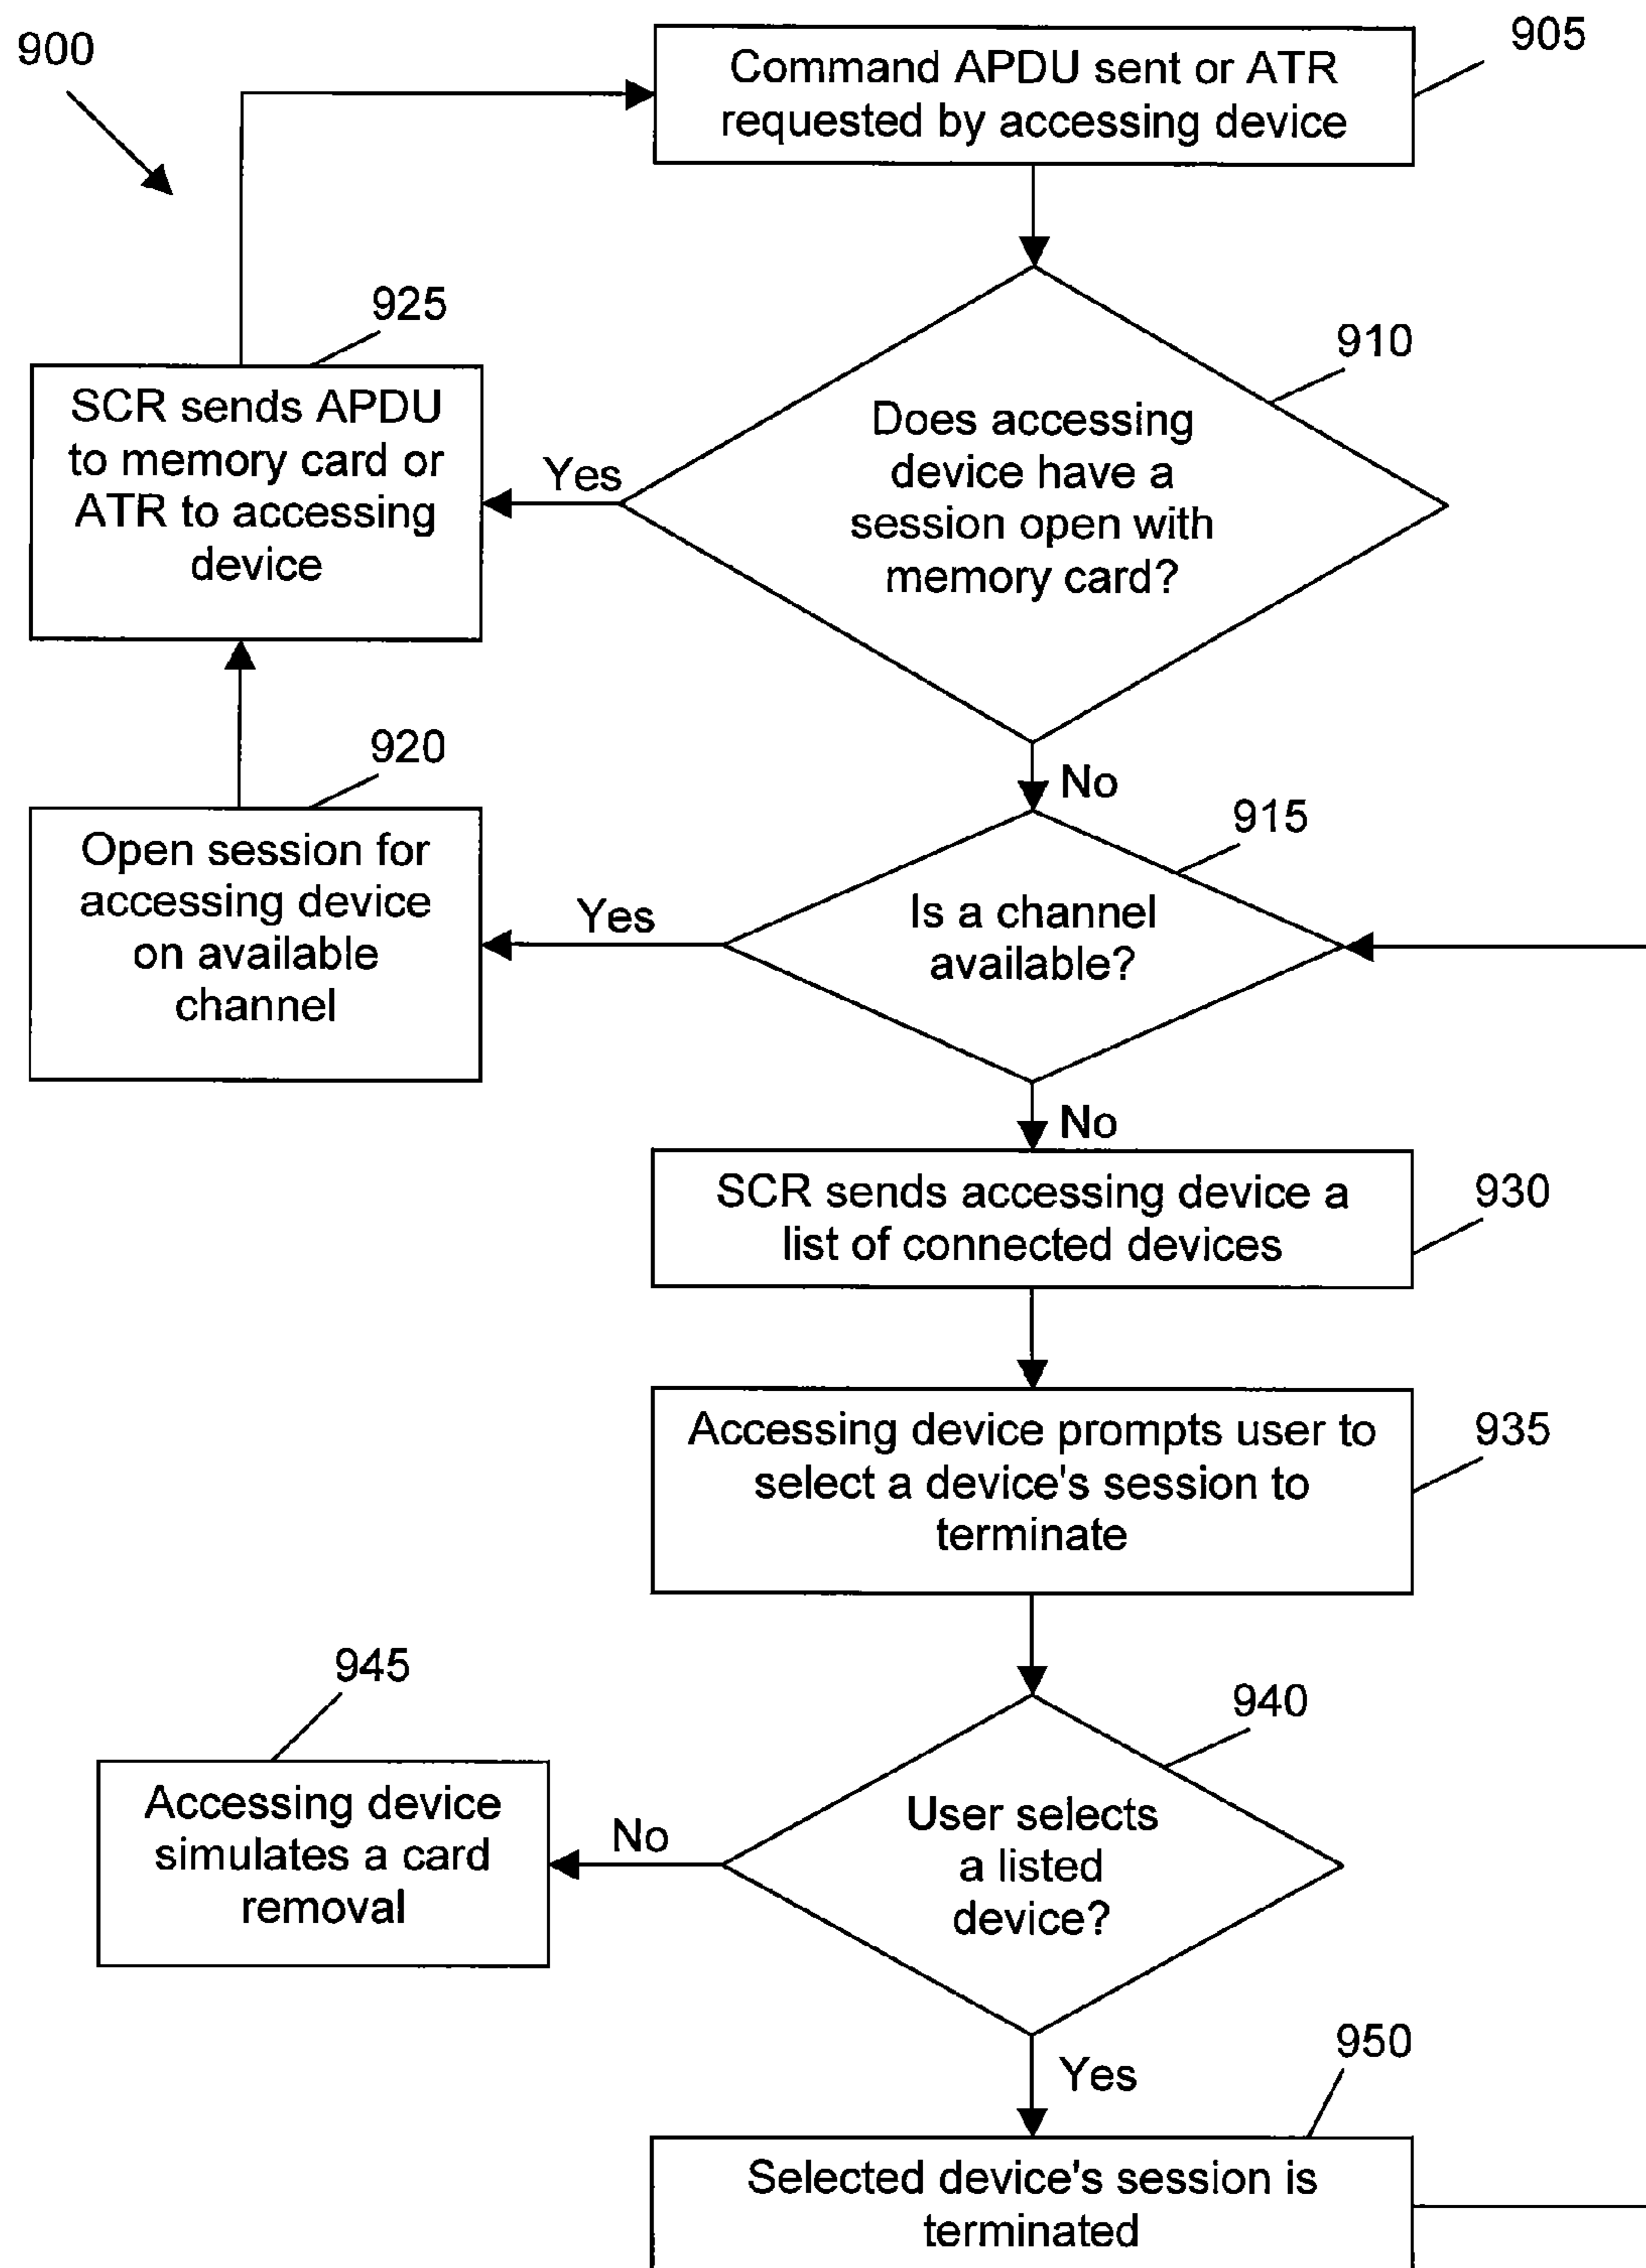 900
905
Command APDU sent or ATR
requested by accessing device
925
910
SCR sends APDU
to memory card or
ATR to accessing
device
Yes
Does accessing
device have a
session open with
memory card?
No
920
915
Open session for
accessing device
on available
channel
Yes
Is a channel
available?
No
930
SCR sends accessing device a
list of connected devices
935
Accessing device prompts user to
select a device's session to
terminate
945
940
Accessing device
simulates a card
removal
No
User selects
a listed
device?
Yes
950
Selected device's session is
terminated